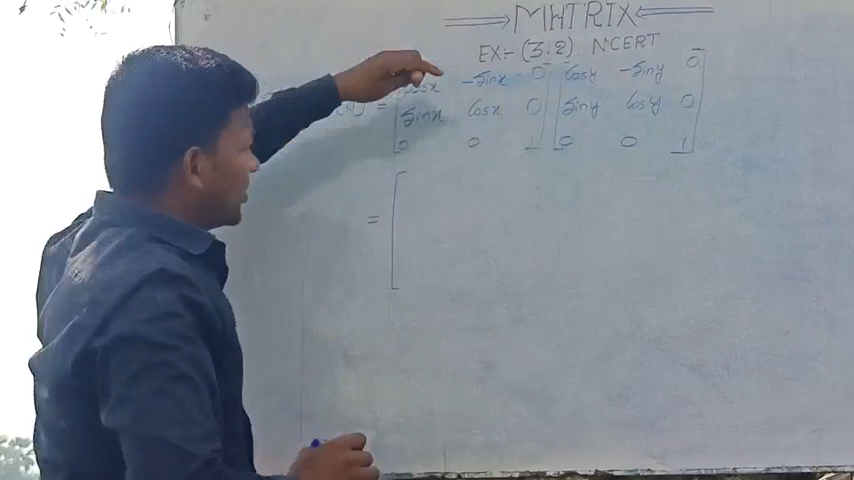 ⇒ MATRIX ⇐
EX:- (3.2) NCERT
= [cosx -sinx 0] [cosy -siny 0]
[sinx cosx 0] [siny cosy 0]
[0 0 1] [0 0 1]
= [